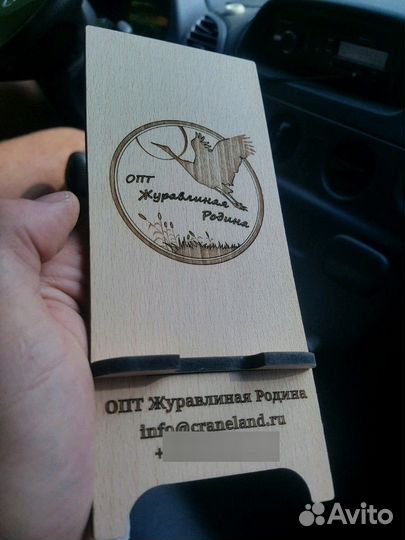 ОПТ
Журавлиная
Родина
ОПТ Журавлиная Родина
info@craneland.ru
+
Avito